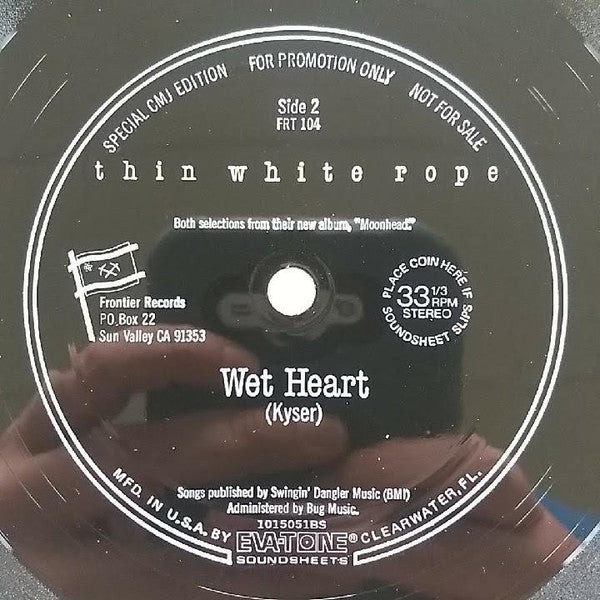 SPECIAL CMJ EDITION FOR PROMOTION ONLY NOT FOR SALE
Side 2
FRT 104
thin white rope
Both selections from their new album, "Moonhead."
PLACE COIN HERE IF SOUNDSHEET SLIPS
33 1/3
RPM
STEREO
Frontier Records
P.O. Box 22
Sun Valley CA 91353
Wet Heart
(Kyser)
Songs published by Swingin' Dangler Music (BMI)
Administered by Bug Music.
1015051BS
MFD. IN U.S.A. BY EVA-TONE ® CLEARWATER, FL.
SOUNDSHEETS